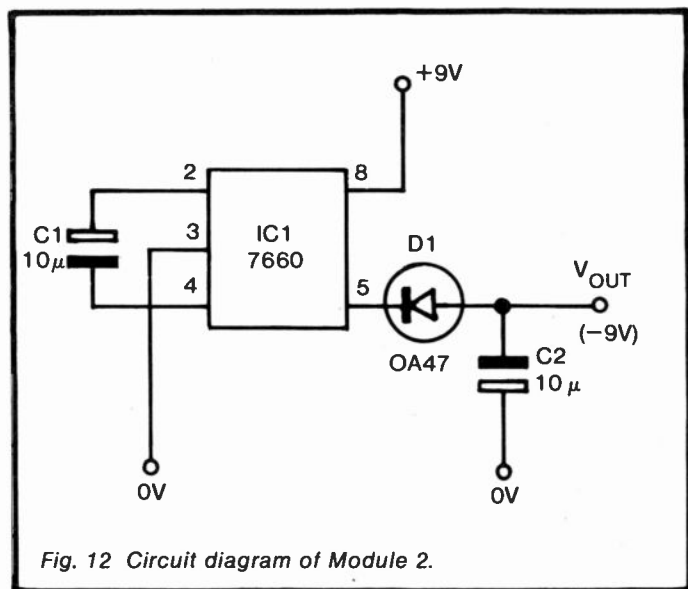 +9V
2
8
C1
10μ
3
IC1
7660
D1
4
5
V OUT
(−9V)
OA47
C2
10 μ
0V
0V
Fig. 12 Circuit diagram of Module 2.